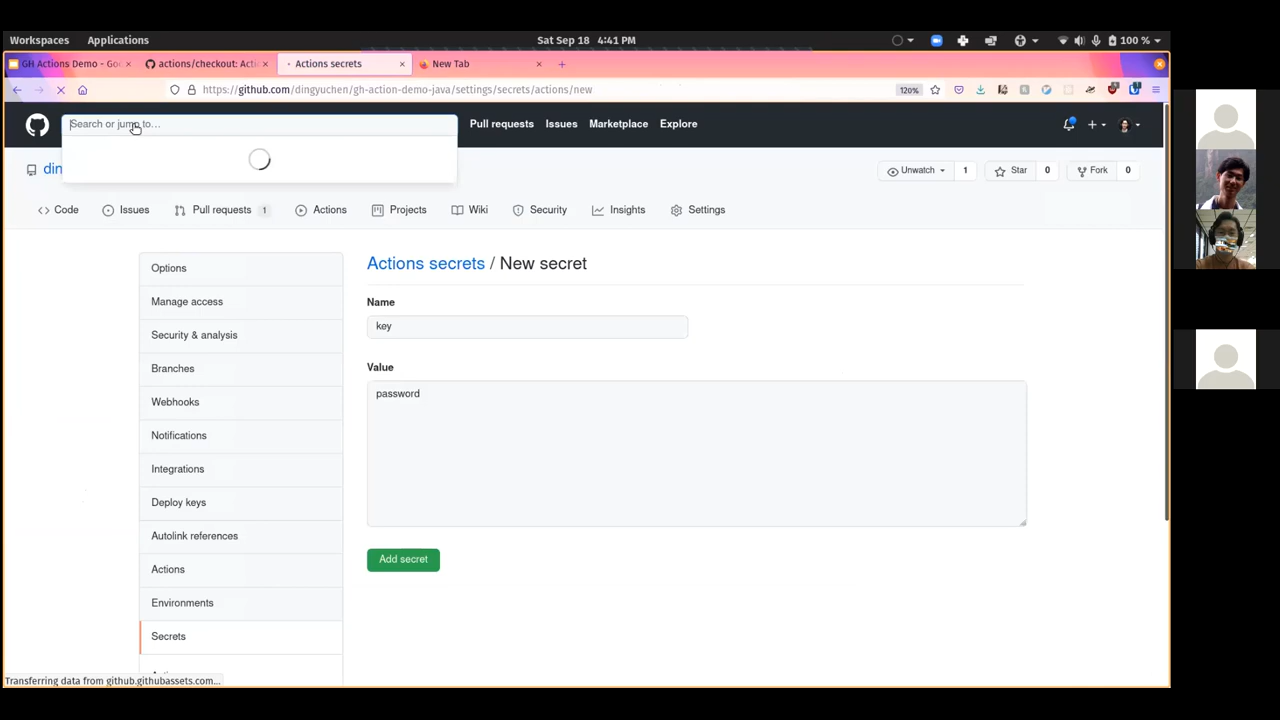 Workspaces Applications Sat Sep 18 4:41 PM 100 %
GH Actions Demo - Goo × actions/checkout: Acti × Actions secrets × New Tab × +
https://github.com/dingyuchen/gh-action-demo-java/settings/secrets/actions/new 120%
Search or jump to… Pull requests Issues Marketplace Explore
din Unwatch 1 Star 0 Fork 0
Code Issues Pull requests 1 Actions Projects Wiki Security Insights Settings
Actions secrets / New secret
Options
Manage access
Security & analysis
Branches
Webhooks
Notifications
Integrations
Deploy keys
Autolink references
Actions
Environments
Secrets
Name
key
Value
password
Add secret
Transferring data from github.githubassets.com…